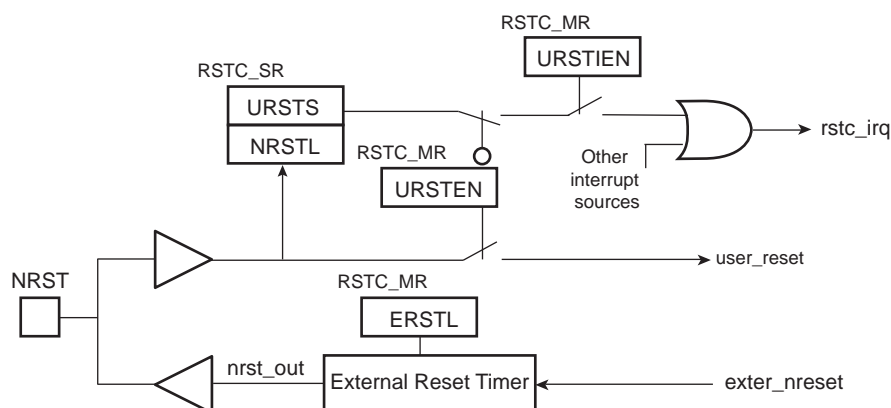 RSTC_MR
URSTIEN
RSTC_SR
URSTS
NRSTL
RSTC_MR
URSTEN
rstc_irq
Other
interrupt
sources
NRST
user_reset
RSTC_MR
ERSTL
nrst_out
External Reset Timer
exter_nreset